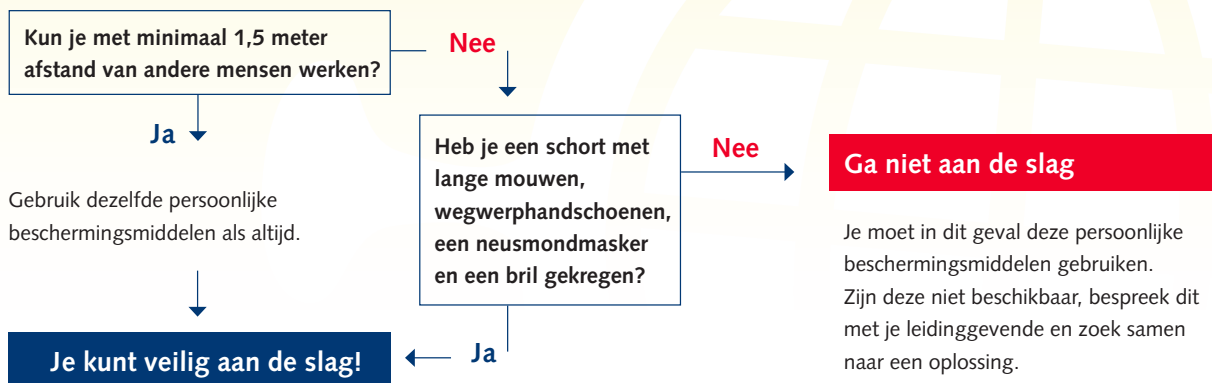 Kun je met minimaal 1,5 meter
afstand van andere mensen werken?
Nee
Ja
Gebruik dezelfde persoonlijke
beschermingsmiddelen als altijd.
Heb je een schort met
lange mouwen,
wegwerphandschoenen,
een neusmondmasker
en een bril gekregen?
Nee
Ga niet aan de slag
Je moet in dit geval deze persoonlijke
beschermingsmiddelen gebruiken.
Zijn deze niet beschikbaar, bespreek dit
met je leidinggevende en zoek samen
naar een oplossing.
Ja
Je kunt veilig aan de slag!